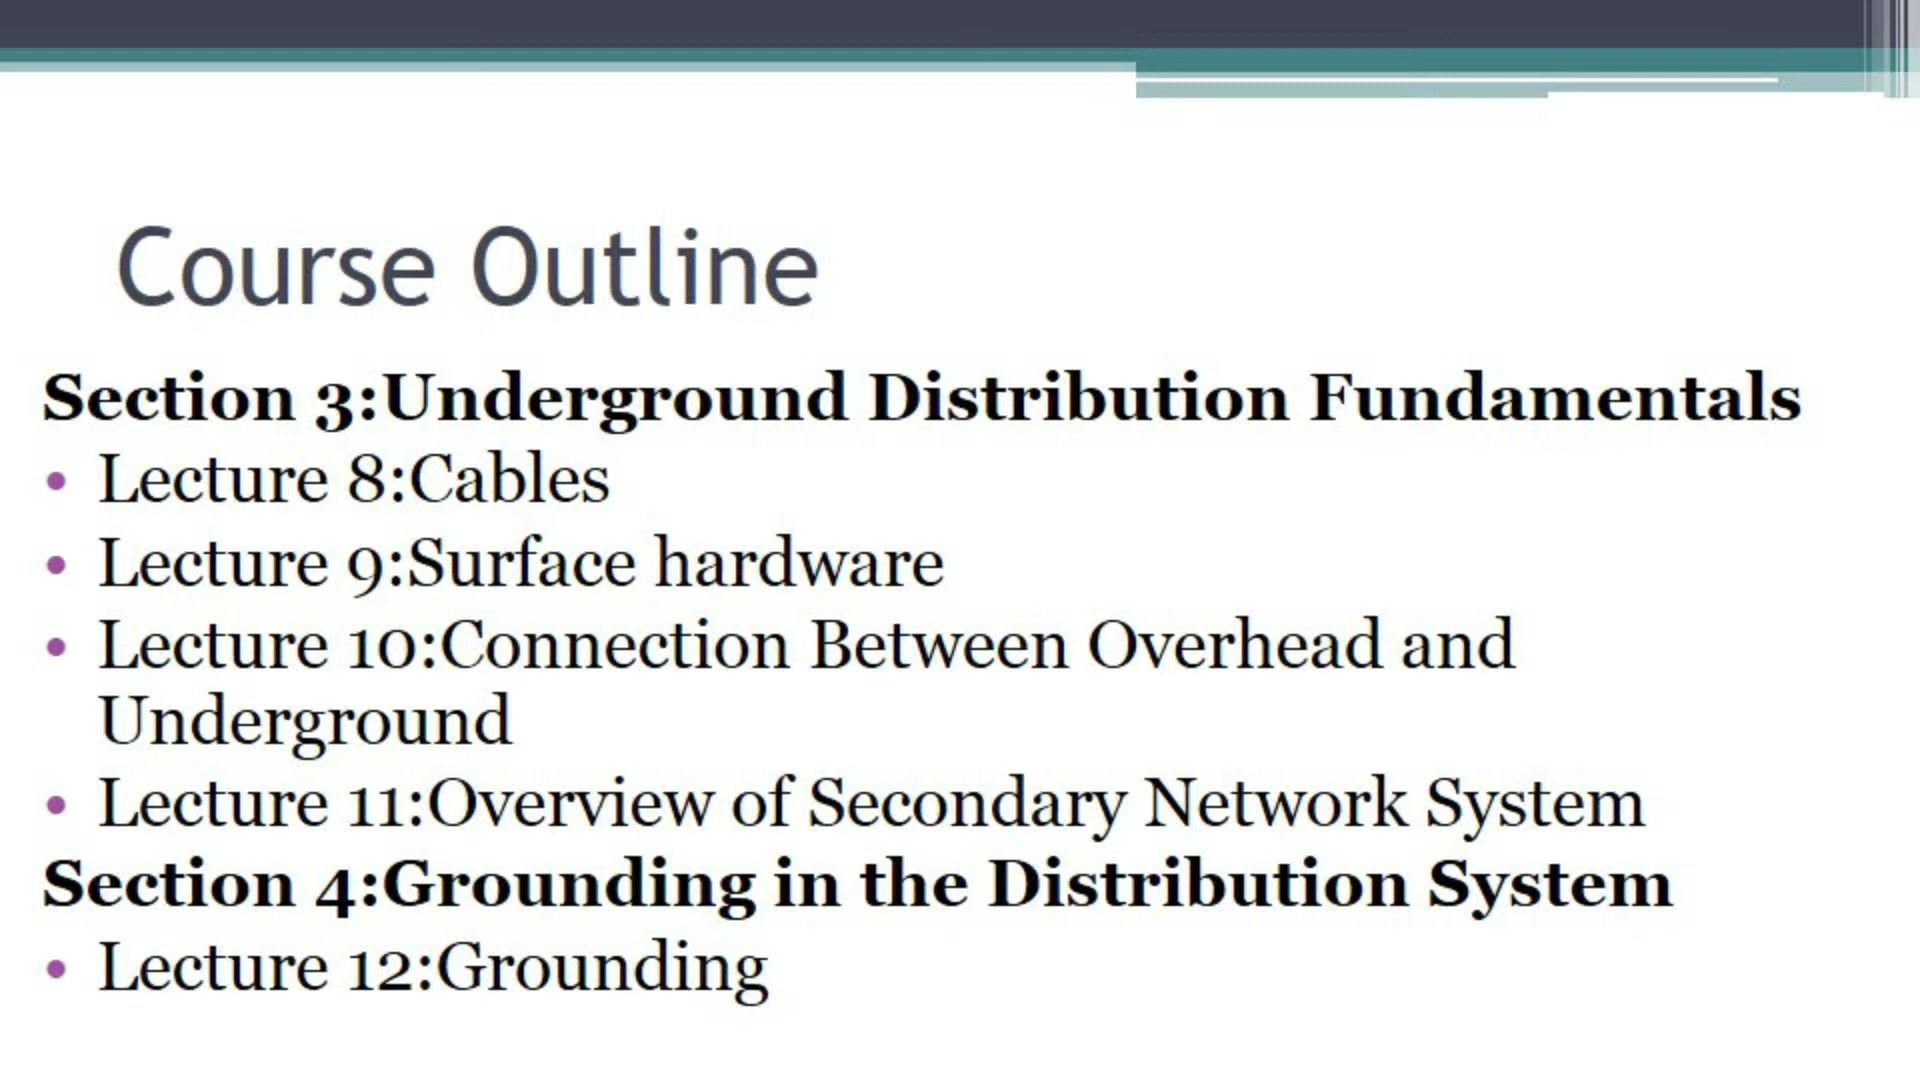 Course Outline
Section 3:Underground Distribution Fundamentals
• Lecture 8:Cables
• Lecture 9:Surface hardware
• Lecture 10:Connection Between Overhead and
Underground
• Lecture 11:Overview of Secondary Network System
Section 4:Grounding in the Distribution System
• Lecture 12:Grounding